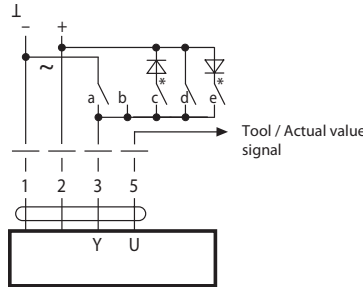 ⊥
– +
~
a b c * d e *
Tool / Actual value
signal
1 2 3 5
Y U